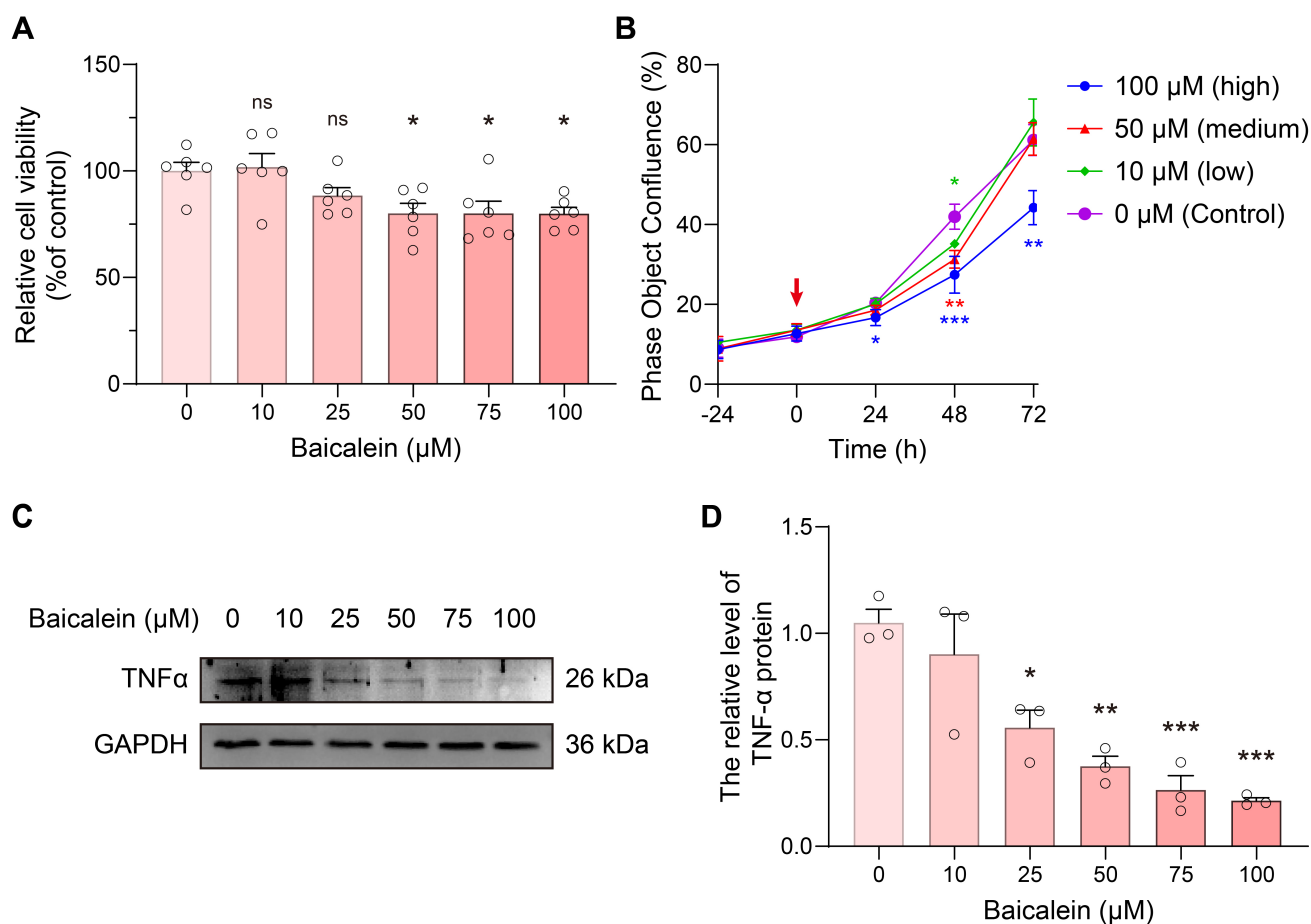 A
150
100
50
0
Relative cell viability
(%of control)
ns
ns
*
*
*
0 10 25 50 75 100
Baicalein (μM)
B
80
60
40
20
0
Phase Object Confluence (%)
*
**
**
***
*
-24 0 24 48 72
Time (h)
100 μM (high)
50 μM (medium)
10 μM (low)
0 μM (Control)
C
Baicalein (μM) 0 10 25 50 75 100
TNFα 26 kDa
GAPDH 36 kDa
D
1.5
1.0
0.5
0.0
The relative level of
TNF-α protein
*
**
***
***
0 10 25 50 75 100
Baicalein (μM)